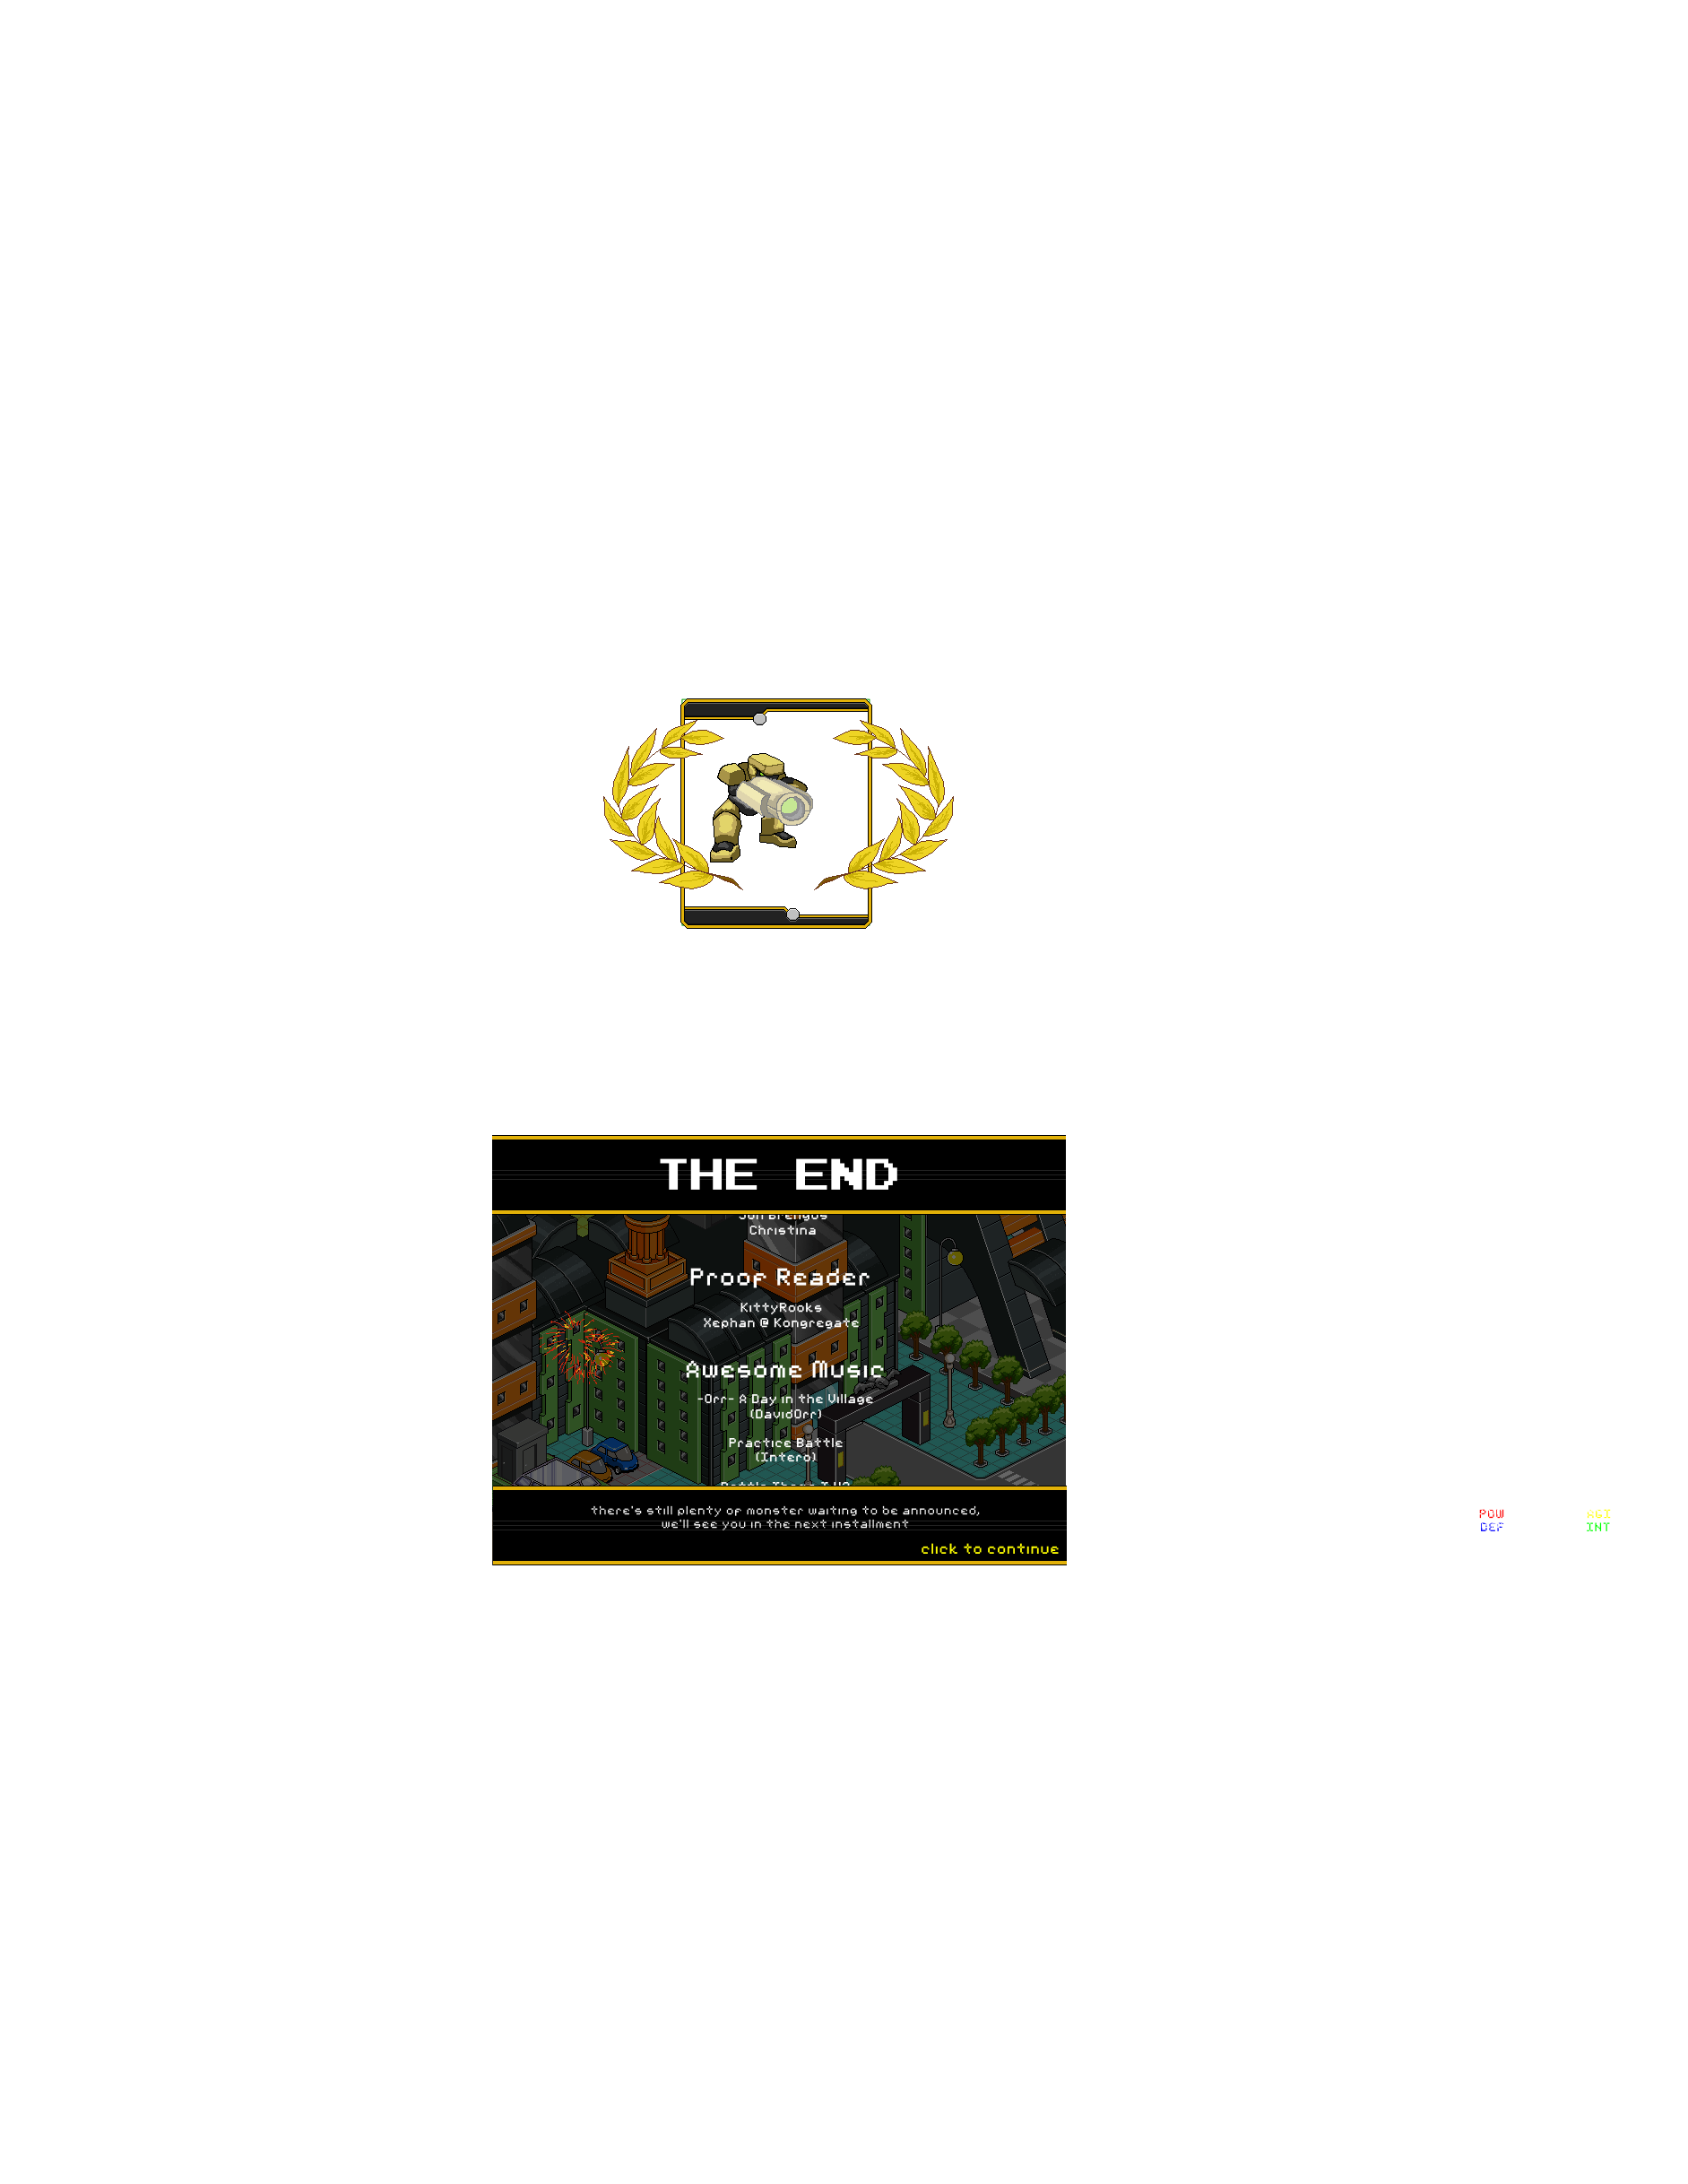 THE END
Christina
Proof Reader
KittyRooks
Xephan @ Kongregate
Awesome Music
-Orr- A Day in the Village
(DavidOrr)
Practice Battle
(Intero)
there's still plenty of monster waiting to be announced,
we'll see you in the next installment
click to continue
POW AGI
DEF INT